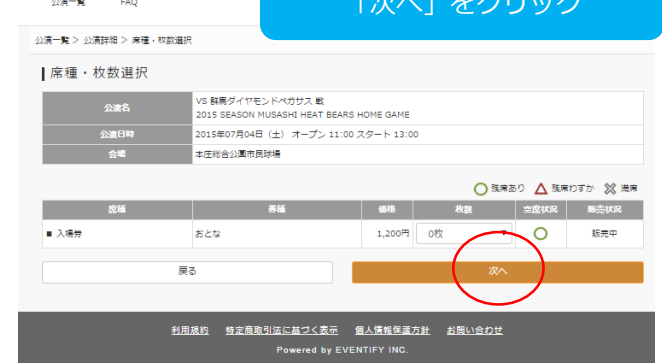 公演一覧 FAQ
「次へ」をクリック
公演一覧 > 公演詳細 > 席種・枚数選択
席種・枚数選択
公演名 VS 群馬ダイヤモンドペガサス 戦
2015 SEASON MUSASHI HEAT BEARS HOME GAME
公演日時 2015年07月04日（土） オープン 11:00 スタート 13:00
会場 本庄総合公園市民球場
残席あり 残席わずか 満席
席種 券種 価格 枚数 空席状況 販売状況
■ 入場券 おとな 1,200円 0枚 販売中
戻る 次へ
利用規約 特定商取引法に基づく表示 個人情報保護方針 お問い合わせ
Powered by EVENTIFY INC.